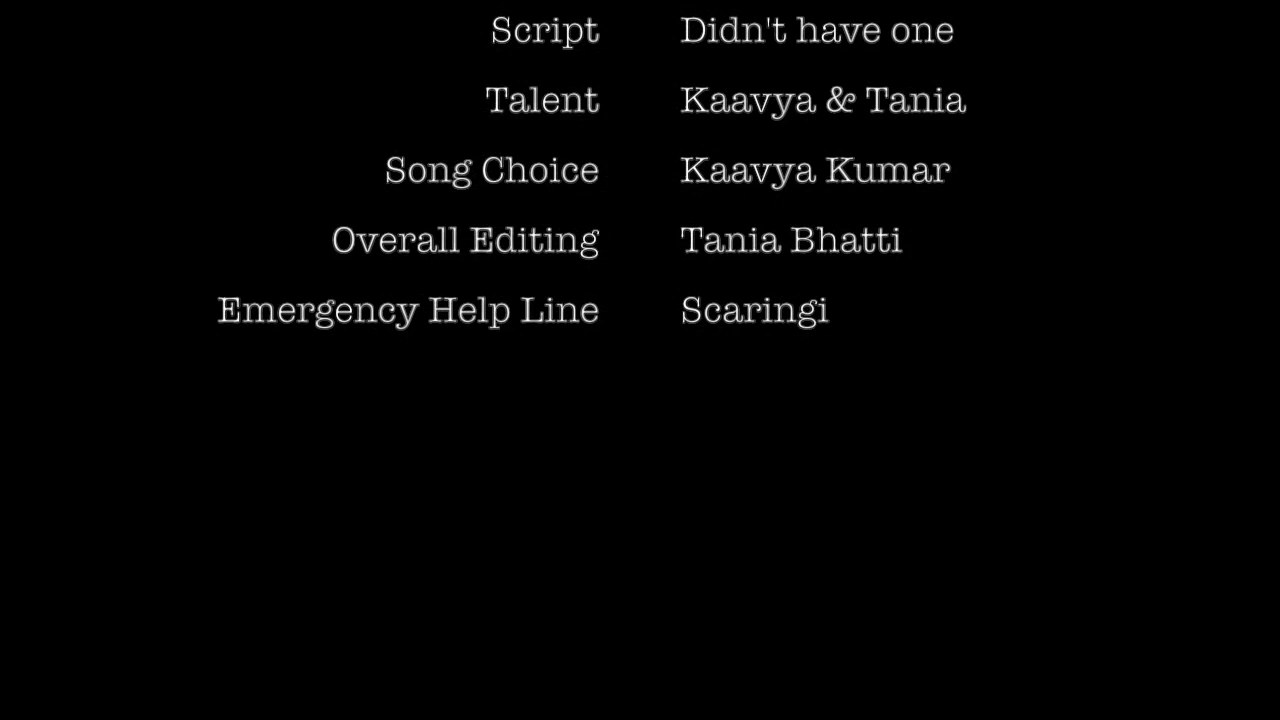 Script Didn't have one
Talent Kaavya & Tania
Song Choice Kaavya Kumar
Overall Editing Tania Bhatti
Emergency Help Line Scaringi